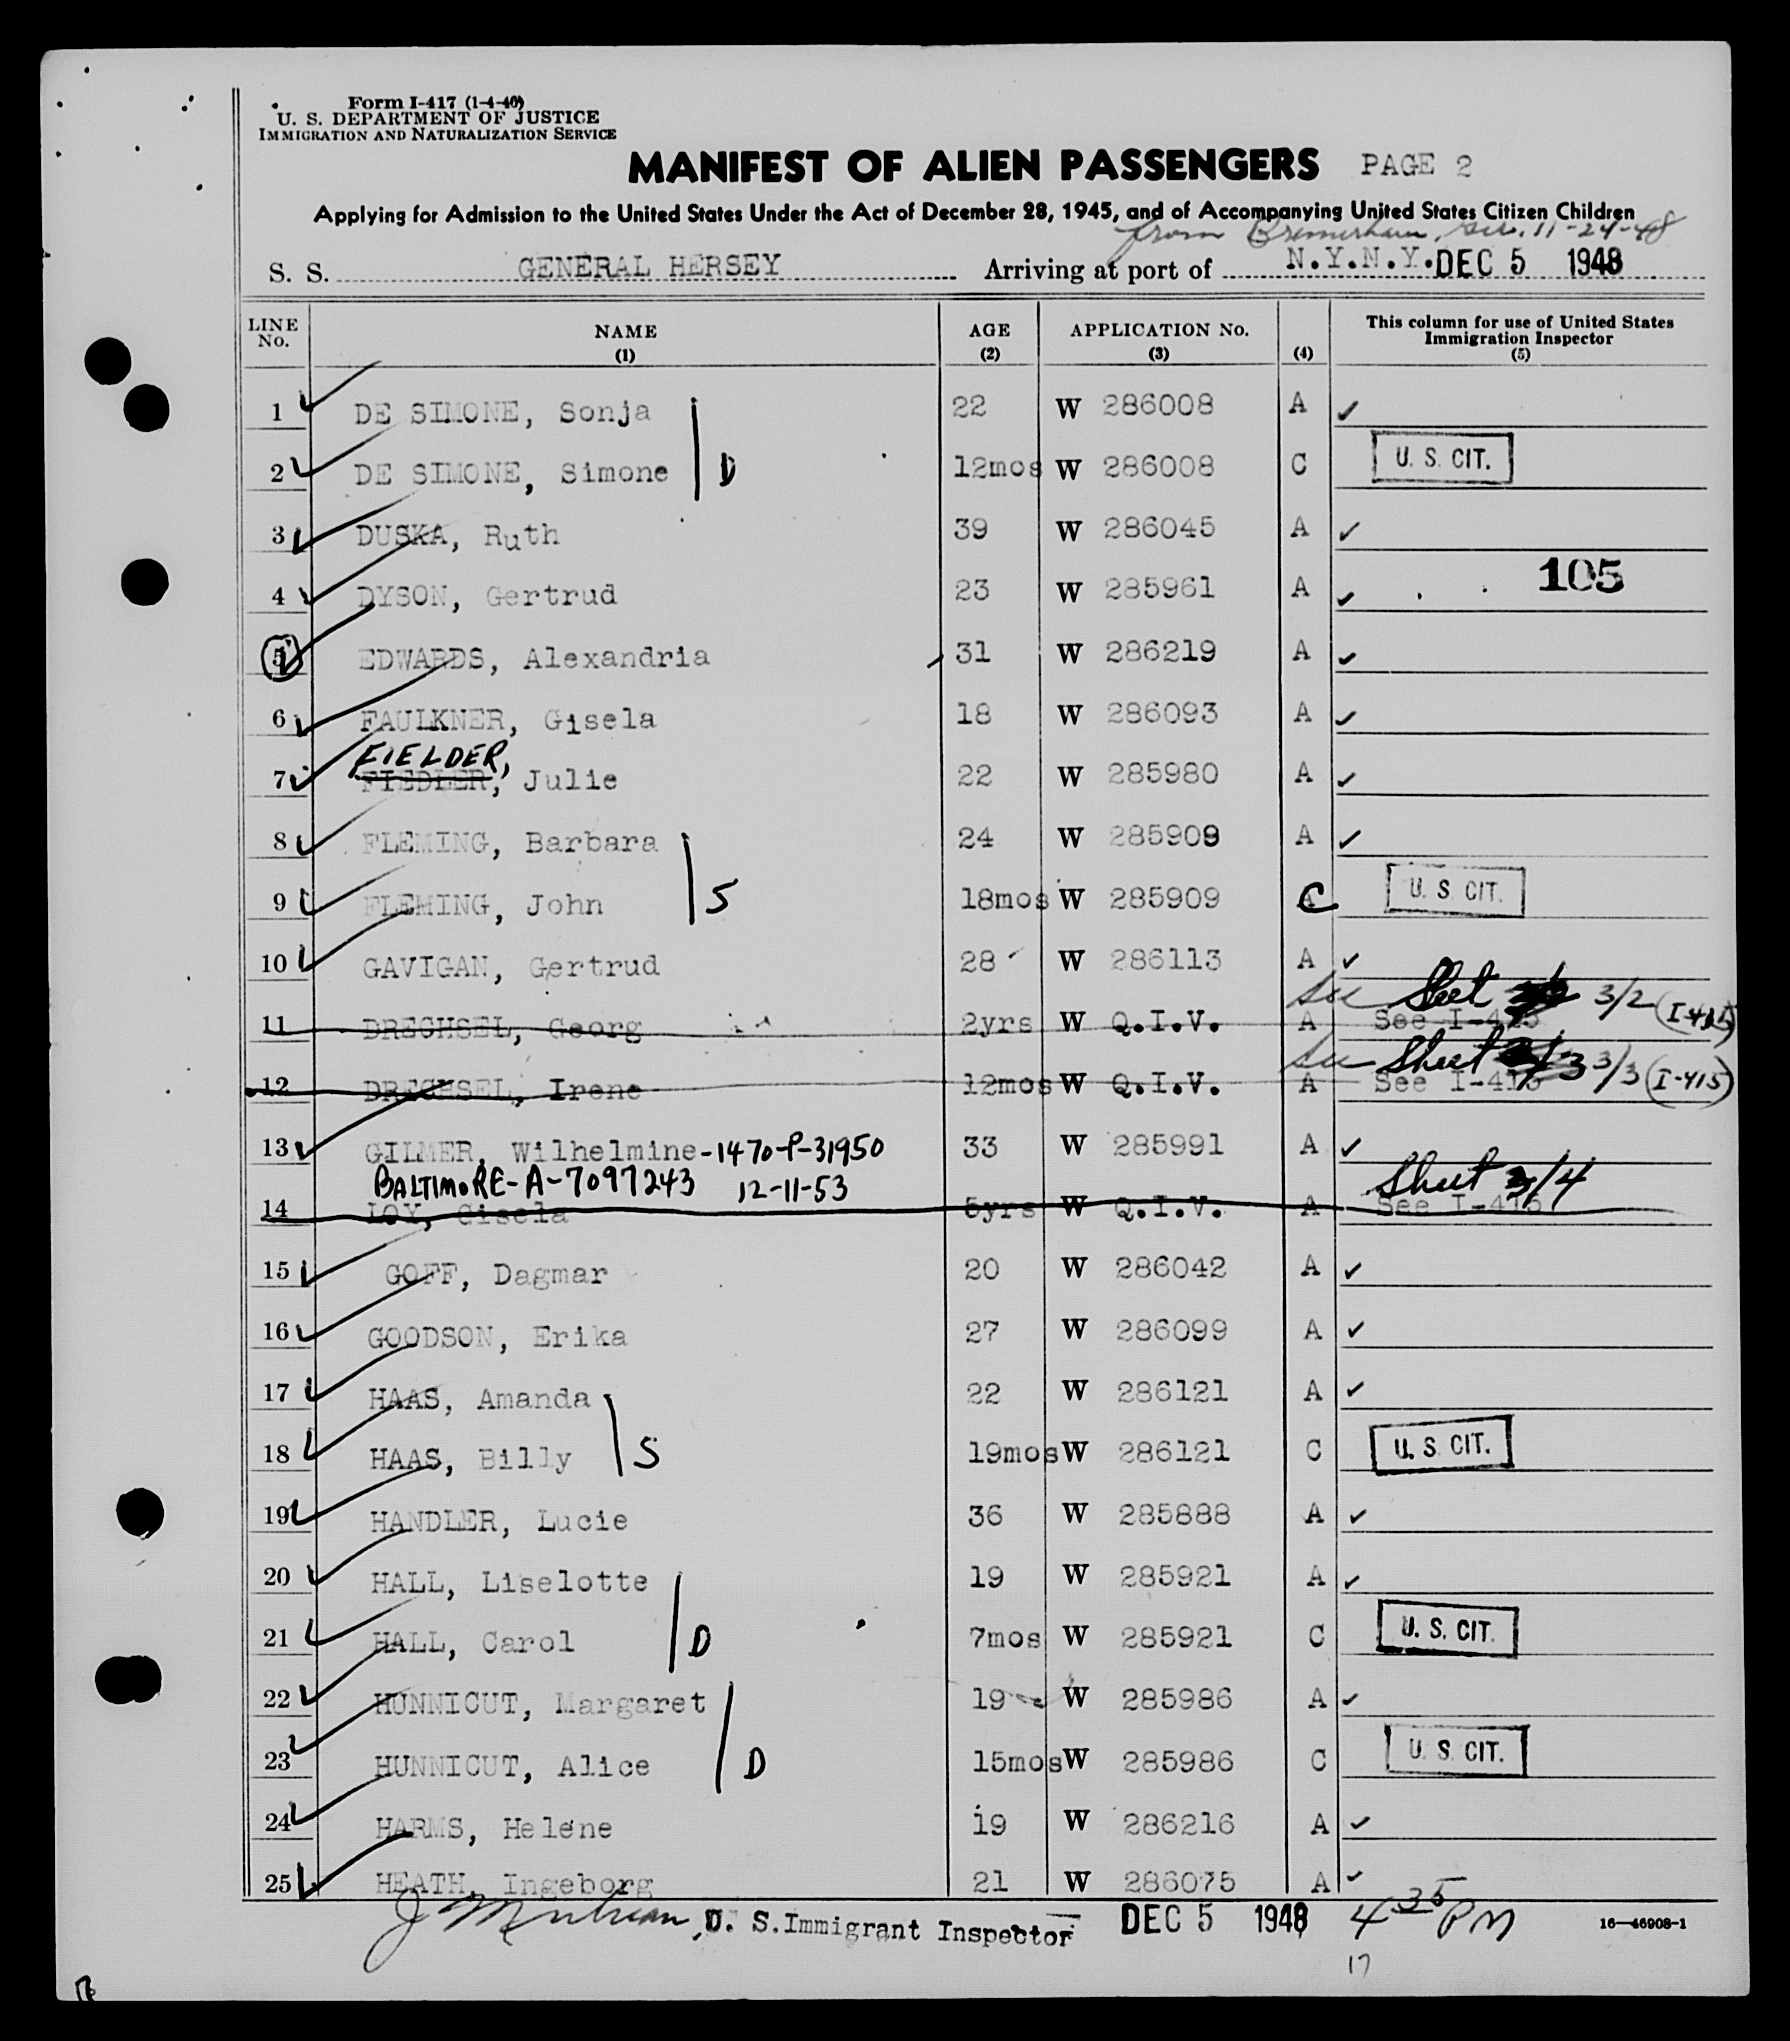 Form I-417 (1-4-46)
U. S. DEPARTMENT OF JUSTICE
IMMIGRATION AND NATURALIZATION SERVICE
MANIFEST OF ALIEN PASSENGERS PAGE 2
Applying for Admission to the United States Under the Act of December 28, 1945, and of Accompanying United States Citizen Children
from Bremerhaven, Ger. 11-24-48
S. S. GENERAL HERSEY Arriving at port of N.Y.N.Y. DEC 5 1948
LINE No. NAME (1) AGE (2) APPLICATION No. (3) (4) This column for use of United States Immigration Inspector (5)
1 DE SIMONE, Sonja 22 W 286008 A
2 DE SIMONE, Simone D 12mos W 286008 C U. S. CIT.
3 DUSKA, Ruth 39 W 286045 A
4 DYSON, Gertrud 23 W 285961 A 105
5 EDWARDS, Alexandria 31 W 286219 A
6 FAULKNER, Gisela 18 W 286093 A
FIELDER,
7 FIEDLER, Julie 22 W 285980 A
8 FLEMING, Barbara 24 W 285909 A
9 FLEMING, John S 18mos W 285909 C U. S. CIT.
10 GAVIGAN, Gertrud 28 W 286113 A
See Sheet 3/2 (I-415)
11 DRECHSEL, Georg 2yrs W Q.I.V. A See I-415
See Sheet 3/3 (I-415)
12 DRECHSEL, Irene 12mos W Q.I.V. A See I-415
13 GILMER, Wilhelmine-1470-P-31950 33 W 285991 A
BALTIMORE-A-7097243 12-11-53 Sheet 3/4
14 LOY, Gisela 5yrs W Q.I.V. A See I-415
15 GOFF, Dagmar 20 W 286042 A
16 GOODSON, Erika 27 W 286099 A
17 HAAS, Amanda 22 W 286121 A
18 HAAS, Billy S 19mos W 286121 C U. S. CIT.
19 HANDLER, Lucie 36 W 285888 A
20 HALL, Liselotte 19 W 285921 A
21 HALL, Carol D 7mos W 285921 C U. S. CIT.
22 HUNNICUT, Margaret 19 W 285986 A
23 HUNNICUT, Alice D 15mos W 285986 C U. S. CIT.
24 HARMS, Helene 19 W 286216 A
25 HEATH, Ingeborg 21 W 286075 A
U. S. Immigrant Inspector DEC 5 1948 4 35 PM 16—46908-1
17